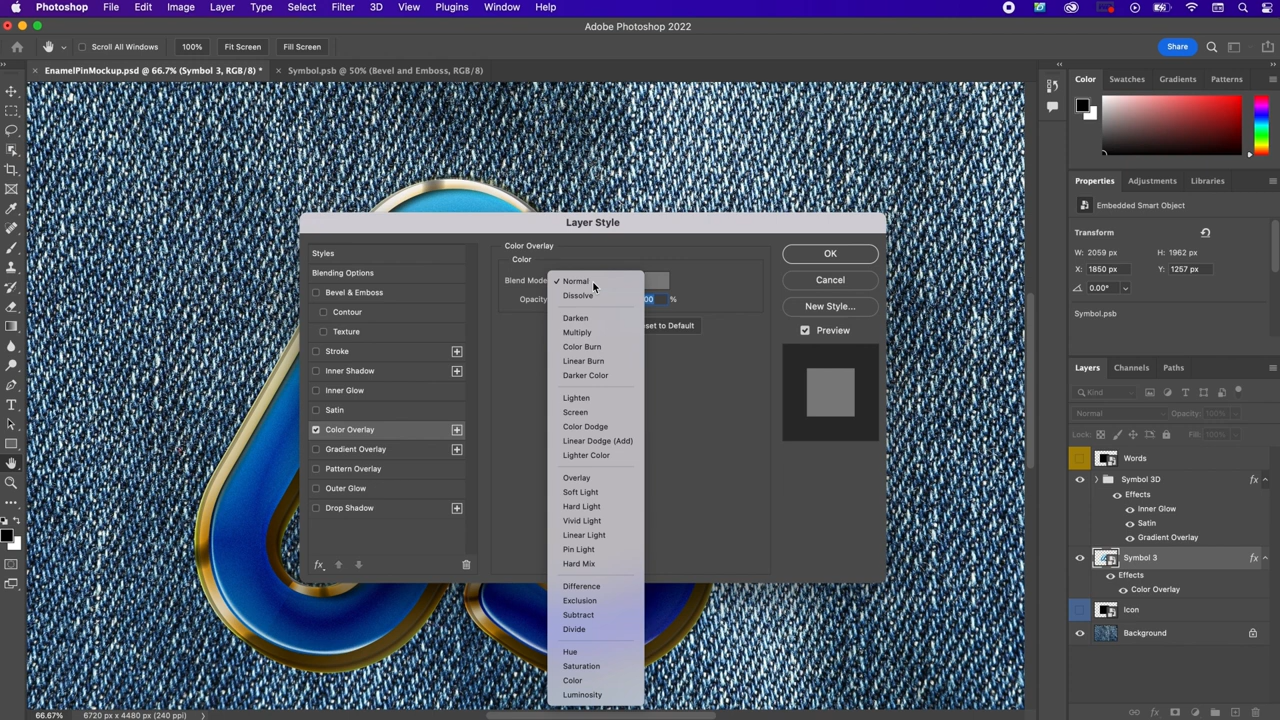 Photoshop File Edit Image Layer Type Select Filter 3D View Plugins Window Help
Adobe Photoshop 2022
Scroll All Windows 100% Fit Screen Fill Screen Share
EnamelPinMockup.psd @ 66.7% (Symbol 3, RGB/8) * Symbol.psb @ 50% (Bevel and Emboss, RGB/8)
Color Swatches Gradients Patterns
Properties Adjustments Libraries
Embedded Smart Object
Transform
W: 2059 px H: 1962 px
X: 1850 px Y: 1257 px
0.00°
Symbol.psb
Layers Channels Paths
Kind
Normal Opacity: 100%
Lock: Fill: 100%
Words
Symbol 3D fx
Effects
Inner Glow
Satin
Gradient Overlay
Symbol 3 fx
Effects
Color Overlay
Icon
Background
Layer Style
Styles
Blending Options
Bevel & Emboss
Contour
Texture
Stroke
Inner Shadow
Inner Glow
Satin
Color Overlay
Gradient Overlay
Pattern Overlay
Outer Glow
Drop Shadow
fx
Color Overlay
Color
Blend Mode
Opacity 00 %
set to Default
Normal
Dissolve
Darken
Multiply
Color Burn
Linear Burn
Darker Color
Lighten
Screen
Color Dodge
Linear Dodge (Add)
Lighter Color
Overlay
Soft Light
Hard Light
Vivid Light
Linear Light
Pin Light
Hard Mix
Difference
Exclusion
Subtract
Divide
Hue
Saturation
Color
Luminosity
OK
Cancel
New Style...
Preview
66.67% 6720 px x 4480 px (240 ppi)
fx